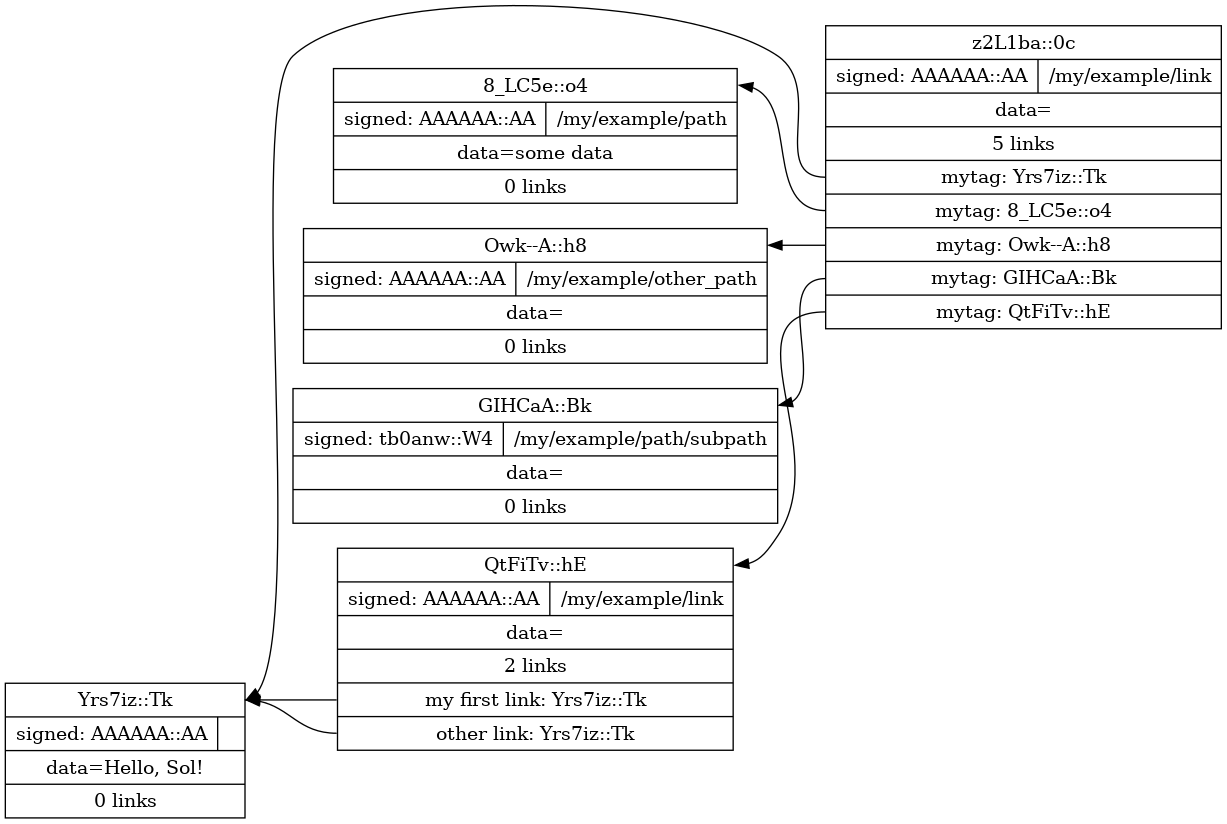 z2L1ba::0c
signed: AAAAAA::AA /my/example/link
data=
5 links
mytag: Yrs7iz::Tk
mytag: 8_LC5e::o4
mytag: Owk--A::h8
mytag: GIHCaA::Bk
mytag: QtFiTv::hE
8_LC5e::o4
signed: AAAAAA::AA /my/example/path
data=some data
0 links
Owk--A::h8
signed: AAAAAA::AA /my/example/other_path
data=
0 links
GIHCaA::Bk
signed: tb0anw::W4 /my/example/path/subpath
data=
0 links
QtFiTv::hE
signed: AAAAAA::AA /my/example/link
data=
2 links
my first link: Yrs7iz::Tk
other link: Yrs7iz::Tk
Yrs7iz::Tk
signed: AAAAAA::AA
data=Hello, Sol!
0 links